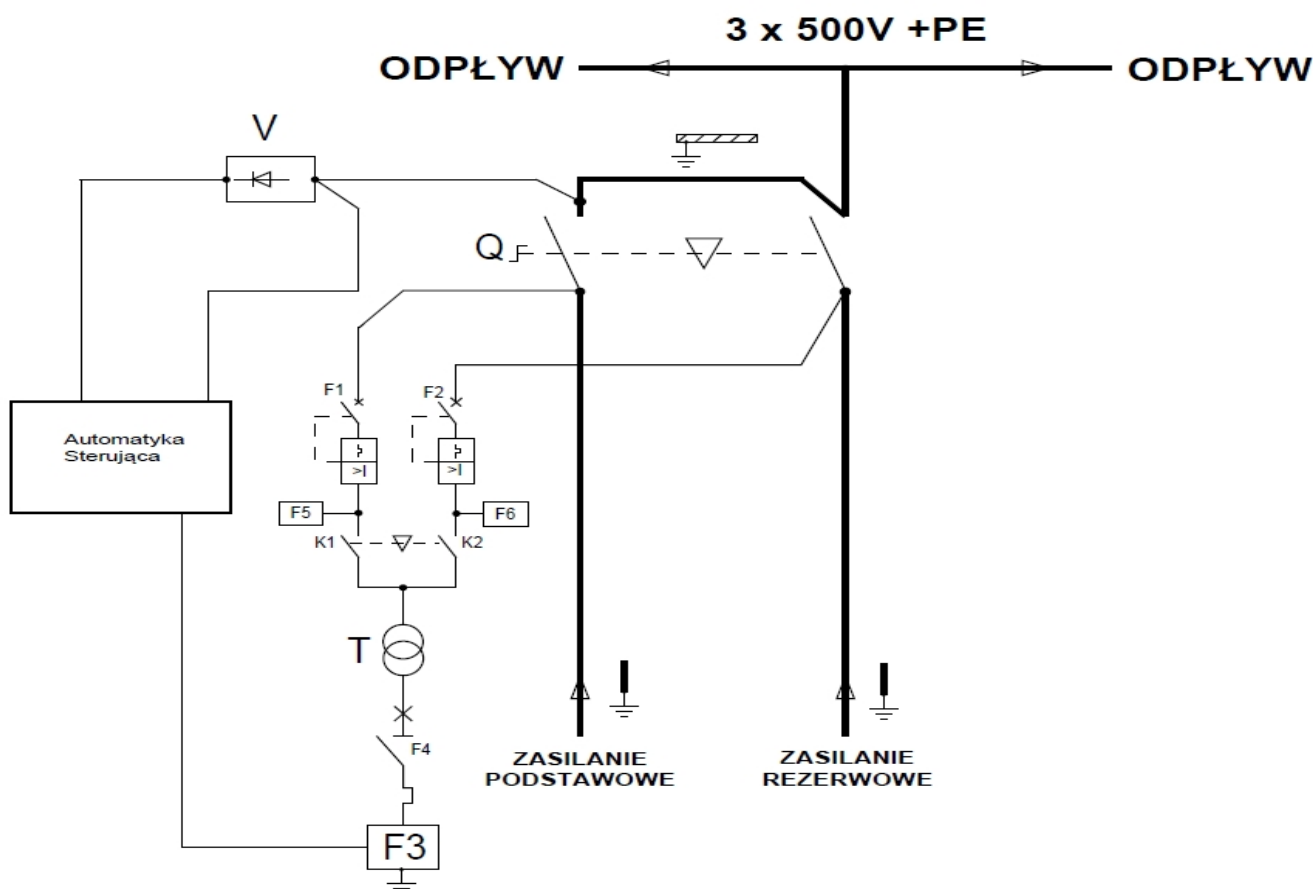 3 x 500V +PE
ODPŁYW
ODPŁYW
V
Q
F1
F2
Automatyka
Sterująca
>I
>I
F5
F6
K1
K2
T
F4
ZASILANIE
PODSTAWOWE
ZASILANIE
REZERWOWE
F3